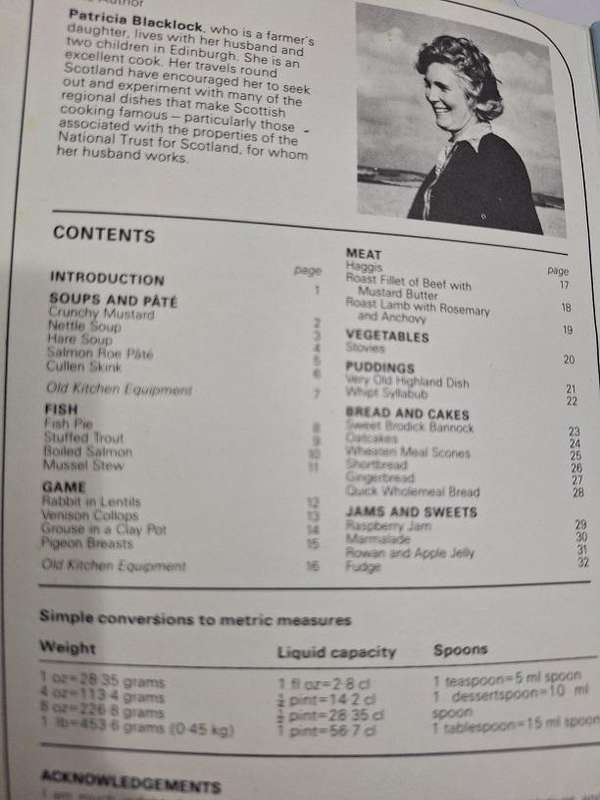 Author
Patricia Blacklock, who is a farmer's
daughter, lives with her husband and
two children in Edinburgh. She is an
excellent cook. Her travels round
Scotland have encouraged her to seek
out and experiment with many of the
regional dishes that make Scottish
cooking famous – particularly those
associated with the properties of the
National Trust for Scotland, for whom
her husband works.
CONTENTS
page
INTRODUCTION 1
SOUPS AND PÂTÉ
Crunchy Mustard 2
Nettle Soup 3
Hare Soup 4
Salmon Roe Pâté 5
Cullen Skink 6
Old Kitchen Equipment 7
FISH
Fish Pie 8
Stuffed Trout 9
Boiled Salmon 10
Mussel Stew 11
GAME
Rabbit in Lentils 12
Venison Collops 13
Grouse in a Clay Pot 14
Pigeon Breasts 15
Old Kitchen Equipment 16
MEAT page
Haggis 17
Roast Fillet of Beef with
Mustard Butter 18
Roast Lamb with Rosemary
and Anchovy 19
VEGETABLES
Stovies 20
PUDDINGS
Very Old Highland Dish 21
Whipt Syllabub 22
BREAD AND CAKES
Sweet Brodick Bannock 23
Oatcakes 24
Wheaten Meal Scones 25
Shortbread 26
Gingerbread 27
Quick Wholemeal Bread 28
JAMS AND SWEETS
Raspberry Jam 29
Marmalade 30
Rowan and Apple Jelly 31
Fudge 32
Simple conversions to metric measures
Weight
1 oz=28·35 grams
4 oz=113·4 grams
8 oz=226·8 grams
1 lb=453·6 grams (0·45 kg)
Liquid capacity
1 fl oz=2·8 cl
pint=14·2 cl
½ pint=28·35 cl
1 pint=56·7 cl
Spoons
1 teaspoon=5 ml spoon
1 dessertspoon=10 ml
spoon
1 tablespoon=15 ml spoon
ACKNOWLEDGEMENTS